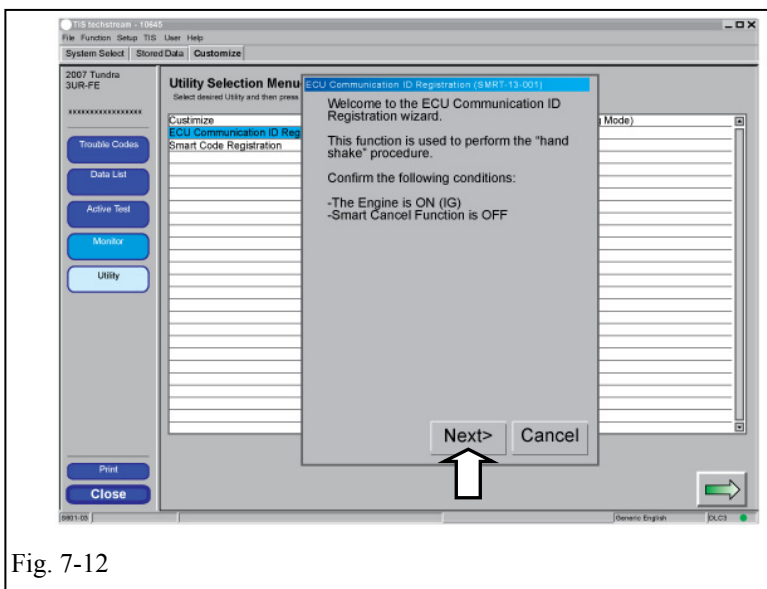 TIS techstream - 10645
File Function Setup TIS User Help
System Select Stored Data Customize
2007 Tundra
3UR-FE
×××××××××××××××××
Trouble Codes
Data List
Active Test
Monitor
Utility
Print
Close
Utility Selection Menu
Select desired Utility and then press
Custimize
ECU Communication ID Reg
Smart Code Registration
Mode)
ECU Communication ID Registration (SMRT-13-001)
Welcome to the ECU Communication ID
Registration wizard.
This function is used to perform the "hand
shake" procedure.
Confirm the following conditions:
-The Engine is ON (IG)
-Smart Cancel Function is OFF
Next>
Cancel
Generic English
DLC3
Fig. 7-12